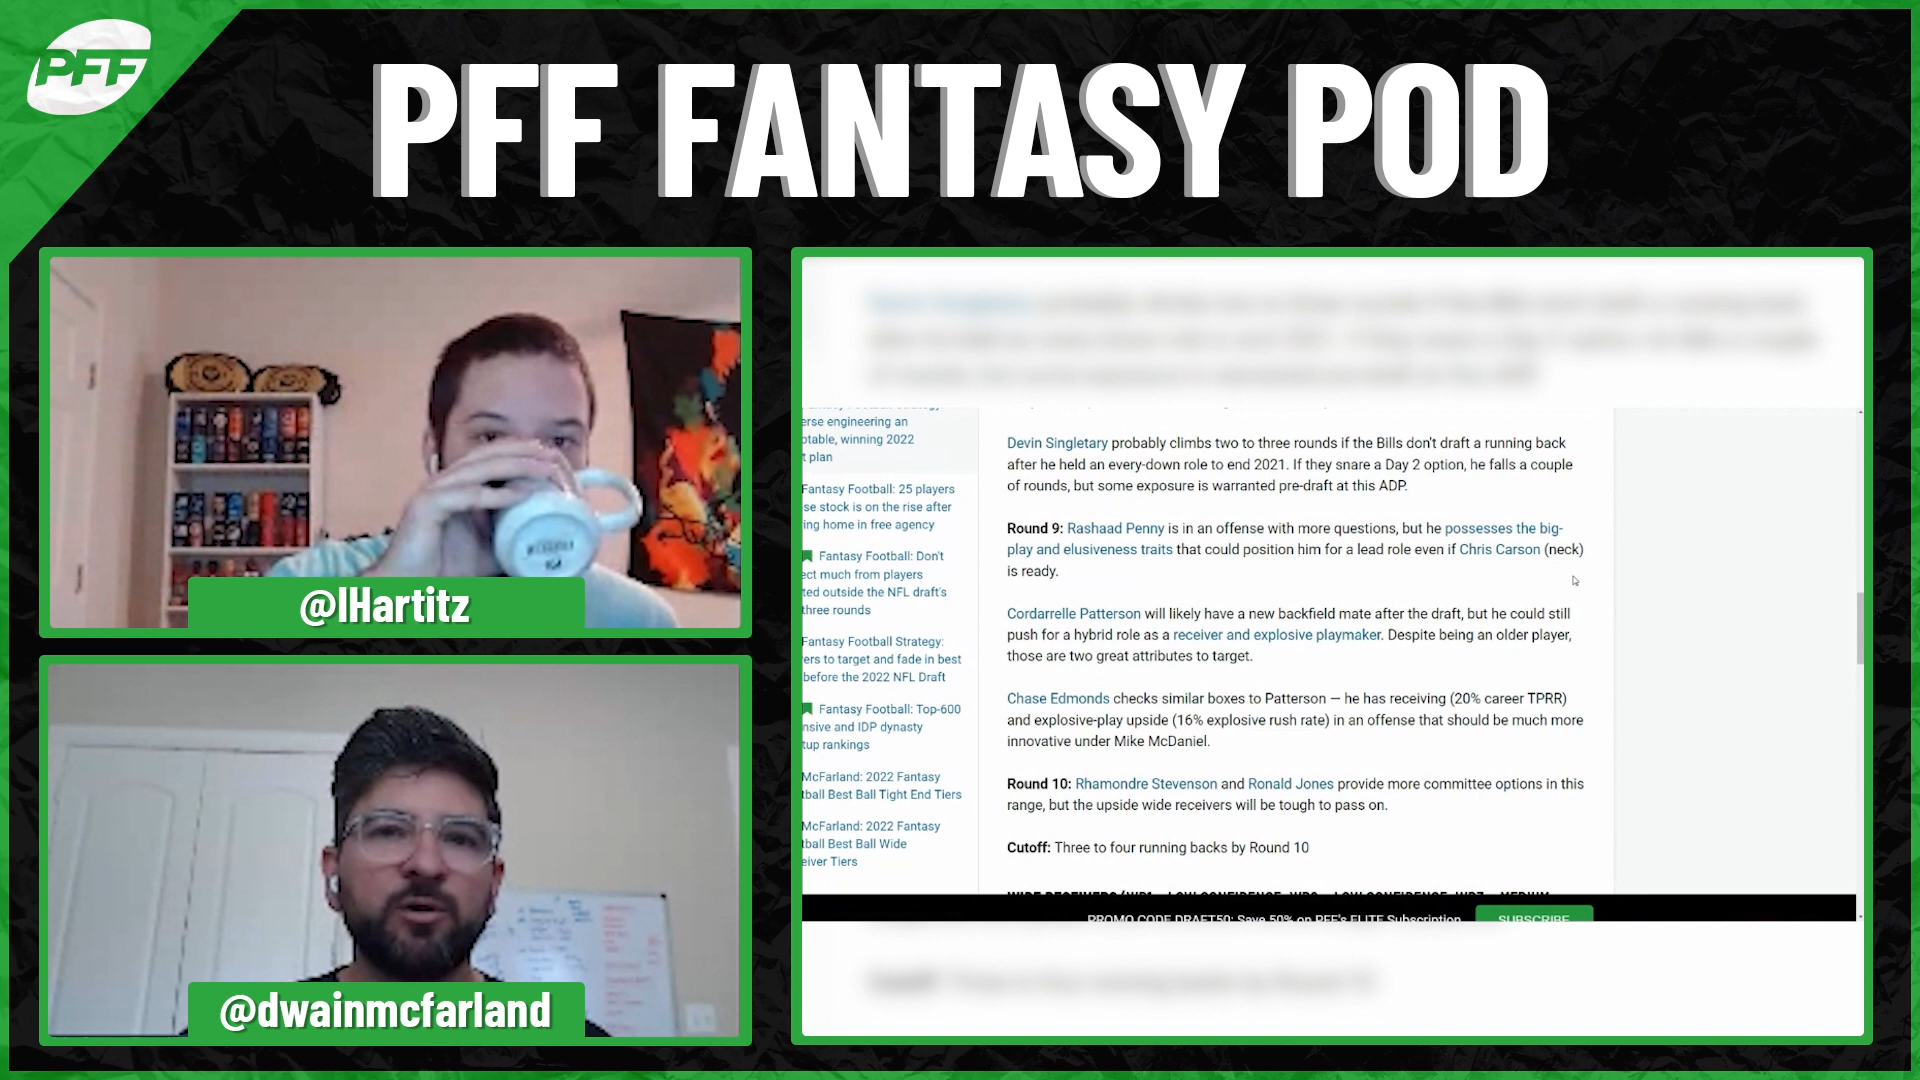 PFF
PFF FANTASY POD
@IHartitz
@dwainmcfarland
erse engineering an
ptable, winning 2022
t plan
Fantasy Football: 25 players
se stock is on the rise after
ing home in free agency
Fantasy Football: Don't
ect much from players
ted outside the NFL draft's
three rounds
Fantasy Football Strategy:
ers to target and fade in best
before the 2022 NFL Draft
Fantasy Football: Top-600
nsive and IDP dynasty
tup rankings
McFarland: 2022 Fantasy
tball Best Ball Tight End Tiers
McFarland: 2022 Fantasy
tball Best Ball Wide
eiver Tiers
Devin Singletary probably climbs two to three rounds if the Bills don't draft a running back
after he held an every-down role to end 2021. If they snare a Day 2 option, he falls a couple
of rounds, but some exposure is warranted pre-draft at this ADP.
Round 9: Rashaad Penny is in an offense with more questions, but he possesses the big-
play and elusiveness traits that could position him for a lead role even if Chris Carson (neck)
is ready.
Cordarrelle Patterson will likely have a new backfield mate after the draft, but he could still
push for a hybrid role as a receiver and explosive playmaker. Despite being an older player,
those are two great attributes to target.
Chase Edmonds checks similar boxes to Patterson — he has receiving (20% career TPRR)
and explosive-play upside (16% explosive rush rate) in an offense that should be much more
innovative under Mike McDaniel.
Round 10: Rhamondre Stevenson and Ronald Jones provide more committee options in this
range, but the upside wide receivers will be tough to pass on.
Cutoff: Three to four running backs by Round 10
PROMO CODE DRAFT50: Save 50% on PFF's ELITE Subscription
SUBSCRIBE